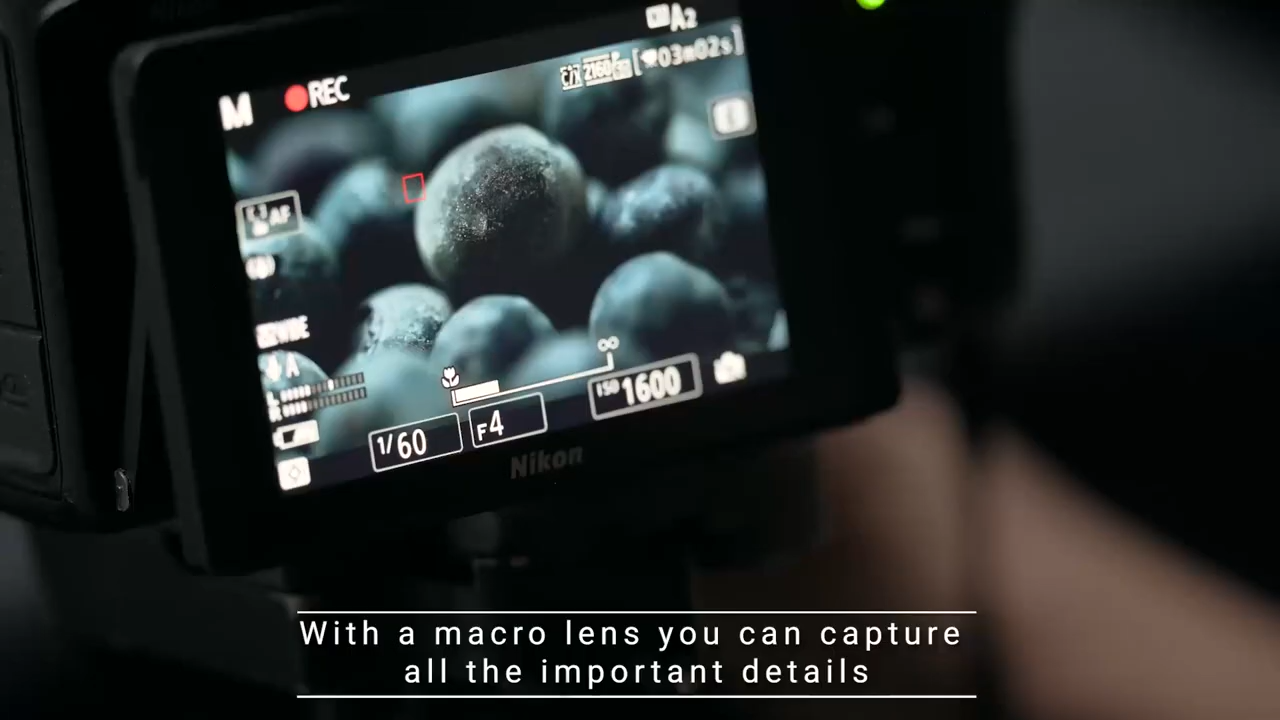 A2
M
REC
2160
[03m02s]
AF
A
L
R
∞
1/60
F4
ISO 1600
Nikon
With a macro lens you can capture
all the important details